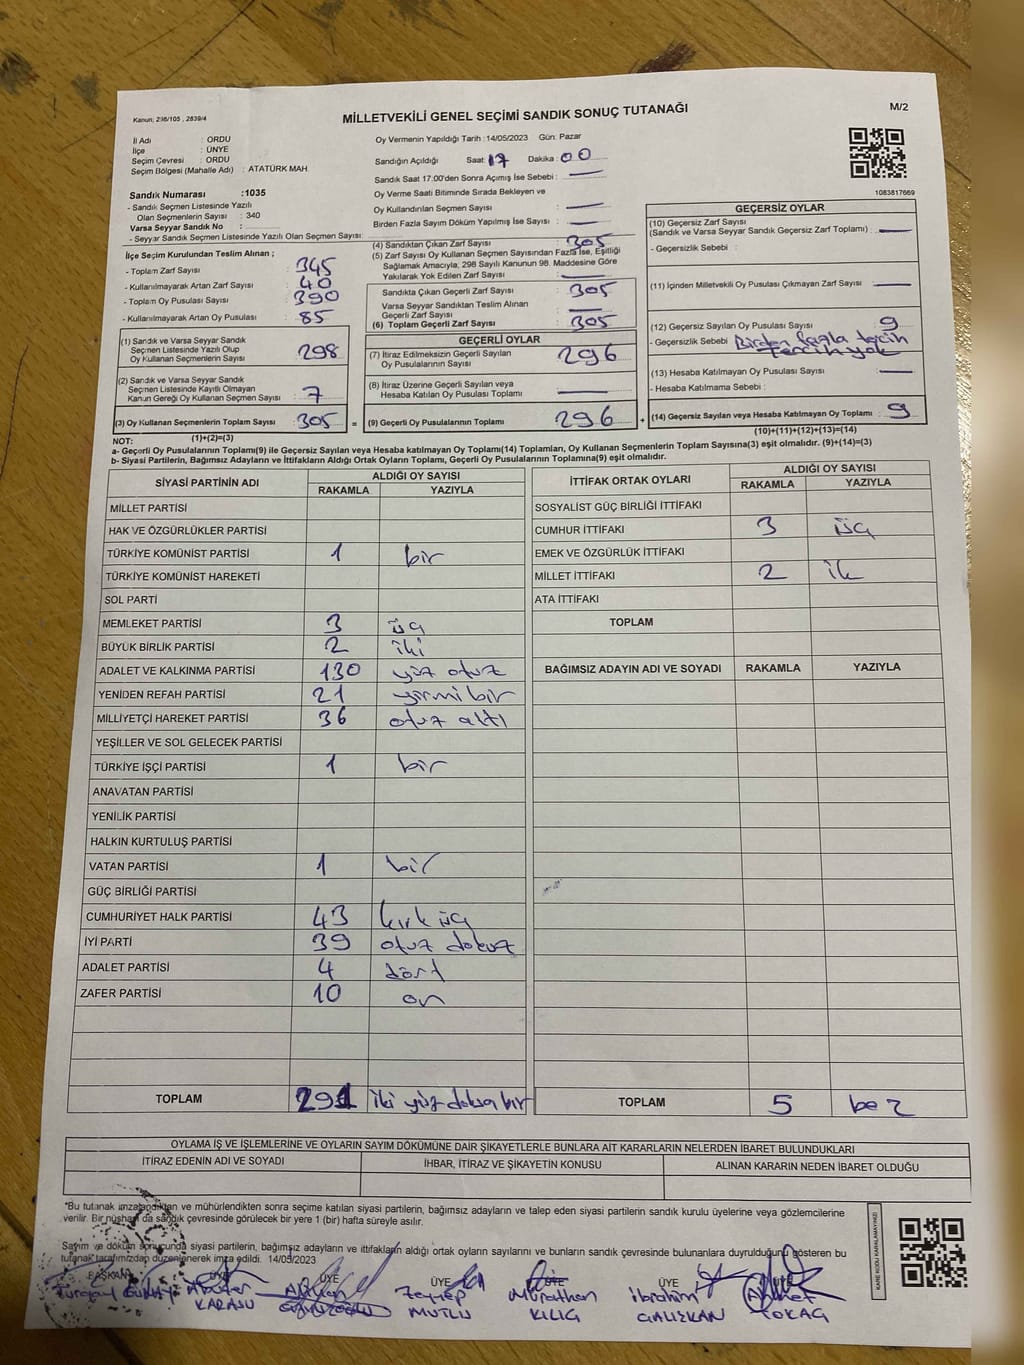 Kanun: 298/105 , 2839/4
MİLLETVEKİLİ GENEL SEÇİMİ SANDIK SONUÇ TUTANAĞI
M/2
İl Adı : ORDU
İlçe : ÜNYE
Seçim Çevresi : ORDU
Seçim Bölgesi (Mahalle Adı) : ATATÜRK MAH.
Sandık Numarası :1035
- Sandık Seçmen Listesinde Yazılı
Olan Seçmenlerin Sayısı : 340
Varsa Seyyar Sandık No :
- Seyyar Sandık Seçmen Listesinde Yazılı Olan Seçmen Sayısı:
Oy Vermenin Yapıldığı Tarih :14/05/2023 Gün: Pazar
Sandığın Açıldığı Saat: 17 Dakika: 00
Sandık Saat 17:00'den Sonra Açılmış İse Sebebi :
Oy Verme Saati Bitiminde Sırada Bekleyen ve
Oy Kullandırılan Seçmen Sayısı :
Birden Fazla Sayım Döküm Yapılmış İse Sayısı :
1083817669
İlçe Seçim Kurulundan Teslim Alınan ;
- Toplam Zarf Sayısı : 345
- Kullanılmayarak Artan Zarf Sayısı : 40
- Toplam Oy Pusulası Sayısı : 390
- Kullanılmayarak Artan Oy Pusulası : 85
(1) Sandık ve Varsa Seyyar Sandık
Seçmen Listesinde Yazılı Olup
Oy Kullanan Seçmenlerin Sayısı : 298
(2) Sandık ve Varsa Seyyar Sandık
Seçmen Listesinde Kayıtlı Olmayan
Kanun Gereği Oy Kullanan Seçmen Sayısı : 7
(3) Oy Kullanan Seçmenlerin Toplam Sayısı : 305
(1)+(2)=(3)
(4) Sandıktan Çıkan Zarf Sayısı : 305
(5) Zarf Sayısı Oy Kullanan Seçmen Sayısından Fazla İse, Eşitliği
Sağlamak Amacıyla; 298 Sayılı Kanunun 98. Maddesine Göre
Yakılarak Yok Edilen Zarf Sayısı :
Sandıkta Çıkan Geçerli Zarf Sayısı : 305
Varsa Seyyar Sandıktan Teslim Alınan
Geçerli Zarf Sayısı :
(6) Toplam Geçerli Zarf Sayısı : 305
GEÇERLİ OYLAR
(7) İtiraz Edilmeksizin Geçerli Sayılan
Oy Pusulalarının Sayısı : 296
(8) İtiraz Üzerine Geçerli Sayılan veya
Hesaba Katılan Oy Pusulası Toplamı :
= (9) Geçerli Oy Pusulalarının Toplamı : 296 +
GEÇERSİZ OYLAR
(10) Geçersiz Zarf Sayısı
(Sandık ve Varsa Seyyar Sandık Geçersiz Zarf Toplamı) :
- Geçersizlik Sebebi :
(11) İçinden Milletvekili Oy Pusulası Çıkmayan Zarf Sayısı :
(12) Geçersiz Sayılan Oy Pusulası Sayısı : 9
- Geçersizlik Sebebi : Birden fazla tercih
Tercih yok
(13) Hesaba Katılmayan Oy Pusulası Sayısı :
- Hesaba Katılmama Sebebi :
(14) Geçersiz Sayılan veya Hesaba Katılmayan Oy Toplamı : 9
(10)+(11)+(12)+(13)=(14)
NOT:
a- Geçerli Oy Pusulalarının Toplamı(9) ile Geçersiz Sayılan veya Hesaba katılmayan Oy Toplamı(14) Toplamları, Oy Kullanan Seçmenlerin Toplam Sayısına(3) eşit olmalıdır. (9)+(14)=(3)
b- Siyasi Partilerin, Bağımsız Adayların ve İttifakların Aldığı Ortak Oyların Toplamı, Geçerli Oy Pusulalarının Toplamına(9) eşit olmalıdır.
SİYASİ PARTİNİN ADI ALDIĞI OY SAYISI
RAKAMLA YAZIYLA
MİLLET PARTİSİ
HAK VE ÖZGÜRLÜKLER PARTİSİ
TÜRKİYE KOMÜNİST PARTİSİ 1 bir
TÜRKİYE KOMÜNİST HAREKETİ
SOL PARTİ
MEMLEKET PARTİSİ 3 üç
BÜYÜK BİRLİK PARTİSİ 2 iki
ADALET VE KALKINMA PARTİSİ 130 yüz otuz
YENİDEN REFAH PARTİSİ 21 yirmi bir
MİLLİYETÇİ HAREKET PARTİSİ 36 otuz altı
YEŞİLLER VE SOL GELECEK PARTİSİ
TÜRKİYE İŞÇİ PARTİSİ 1 bir
ANAVATAN PARTİSİ
YENİLİK PARTİSİ
HALKIN KURTULUŞ PARTİSİ
VATAN PARTİSİ 1 bir
GÜÇ BİRLİĞİ PARTİSİ
CUMHURİYET HALK PARTİSİ 43 kırk üç
İYİ PARTİ 39 otuz dokuz
ADALET PARTİSİ 4 dört
ZAFER PARTİSİ 10 on
TOPLAM 291 iki yüz doksa bir
İTTİFAK ORTAK OYLARI ALDIĞI OY SAYISI
RAKAMLA YAZIYLA
SOSYALİST GÜÇ BİRLİĞİ İTTİFAKI
CUMHUR İTTİFAKI 3 üç
EMEK VE ÖZGÜRLÜK İTTİFAKI
MİLLET İTTİFAKI 2 ik
ATA İTTİFAKI
TOPLAM
BAĞIMSIZ ADAYIN ADI VE SOYADI RAKAMLA YAZIYLA
TOPLAM 5 beş
OYLAMA İŞ VE İŞLEMLERİNE VE OYLARIN SAYIM DÖKÜMÜNE DAİR ŞİKAYETLERLE BUNLARA AİT KARARLARIN NELERDEN İBARET BULUNDUKLARI
İTİRAZ EDENİN ADI VE SOYADI İHBAR, İTİRAZ VE ŞİKAYETİN KONUSU ALINAN KARARIN NEDEN İBARET OLDUĞU
*Bu tutanak imzalandıktan ve mühürlendikten sonra seçime katılan siyasi partilerin, bağımsız adayların ve talep eden siyasi partilerin sandık kurulu üyelerine veya gözlemcilerine
verilir. Bir nüshası da sandık çevresinde görülecek bir yere 1 (bir) hafta süreyle asılır.
Sayım ve döküm sonucunda siyasi partilerin, bağımsız adayların ve ittifakların aldığı ortak oyların sayılarını ve bunların sandık çevresinde bulunanlara duyrulduğunu gösteren bu
tutanak tarafımızdan düzenlenerek imza edildi. 14/05/2023
KARE KODU KARALAMAYINIZ!
BAŞKAN ÜYE ÜYE ÜYE ÜYE ÜYE ÜYE
Turgay GÜNAY KARASU Zeynep MUTLU Murathan KILIÇ İbrahim ÇALIŞKAN Ahmet TOKAÇ